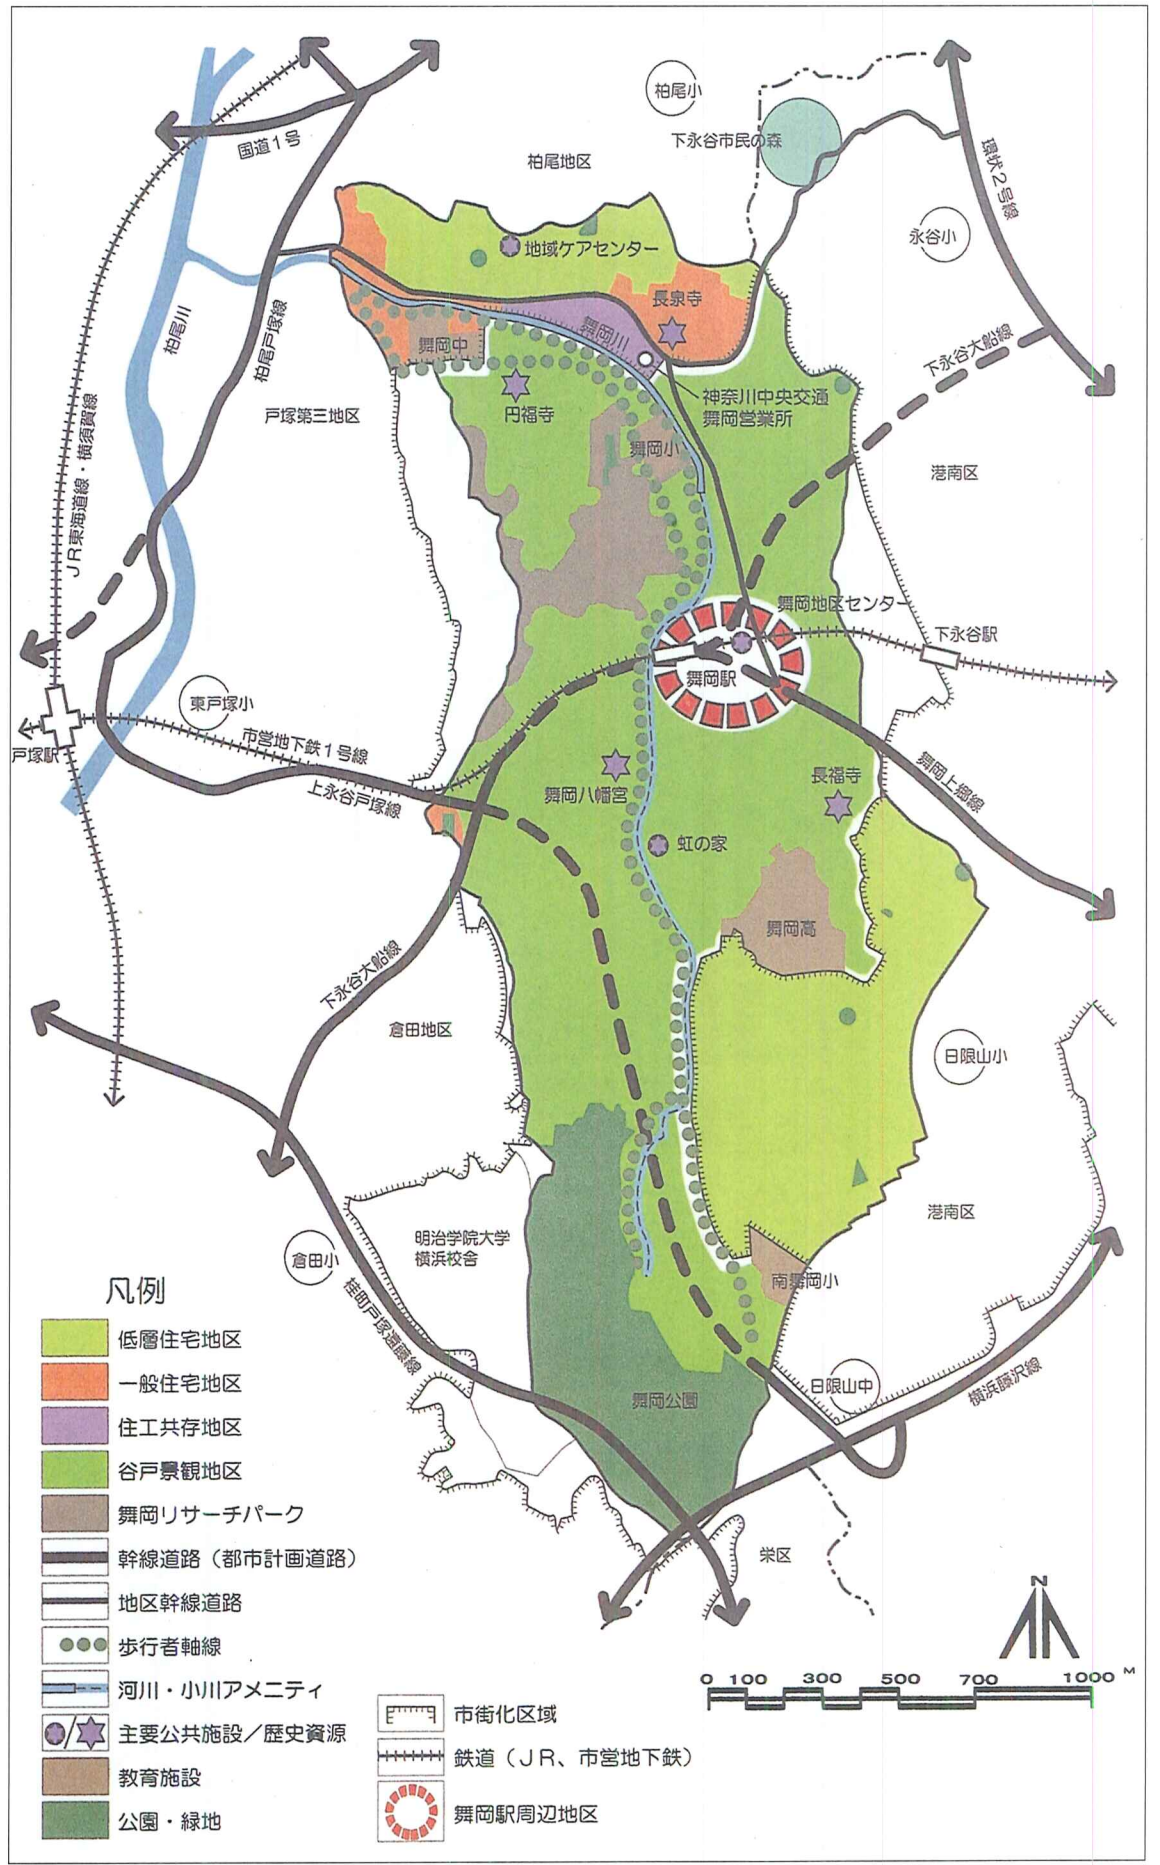 柏尾小
下永谷市民の森
国道1号
柏尾地区
環状2号線
永谷小
地域ケアセンター
長泉寺
柏尾川
柏尾戸塚線
舞岡川
舞岡中
下永谷大船線
神奈川中央交通
舞岡営業所
円福寺
戸塚第三地区
JR東海道線・横須賀線
舞岡小
港南区
舞岡地区センター
下永谷駅
舞岡駅
東戸塚小
戸塚駅
市営地下鉄1号線
上永谷戸塚線
舞岡八幡宮
長福寺
舞岡上郷線
虹の家
舞岡高
下永谷大船線
倉田地区
日限山小
港南区
明治学院大学
横浜校舎
倉田小
南舞岡小
桂町戸塚遠藤線
日限山中
舞岡公園
横浜藤沢線
栄区
凡例
低層住宅地区
一般住宅地区
住工共存地区
谷戸景観地区
舞岡リサーチパーク
幹線道路（都市計画道路）
地区幹線道路
歩行者軸線
河川・小川アメニティ
主要公共施設／歴史資源
教育施設
公園・緑地
市街化区域
鉄道（JR、市営地下鉄）
舞岡駅周辺地区
N
0 100 300 500 700 1000 M